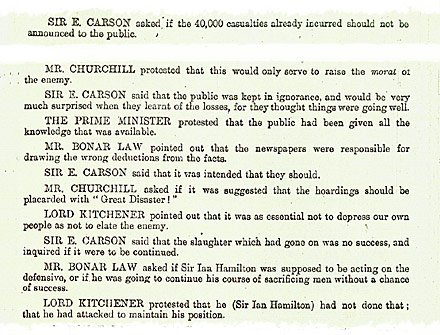 SIR E. CARSON asked if the 40,000 casualties already incurred should not be
announced to the public.
MR. CHURCHILL protested that this would only serve to raise the moral of
the enemy.
SIR E. CARSON said that the public was kept in ignorance, and would be very
much surprised when they learnt of the losses, for they thought things were going well.
THE PRIME MINISTER protested that the public had been given all the
knowledge that was available.
MR. BONAR LAW pointed out that the newspapers were responsible for
drawing the wrong deductions from the facts.
SIR E. CARSON said that it was intended that they should.
MR. CHURCHILL asked if it was suggested that the hoardings should be
placarded with "Great Disaster!"
LORD KITCHENER pointed out that it was as essential not to depress our own
people as not to elate the enemy.
SIR E. CARSON said that the slaughter which had gone on was no success, and
inquired if it were to be continued.
MR. BONAR LAW asked if Sir Ian Hamilton was supposed to be acting on the
defensive, or if he was going to continue his course of sacrificing men without a chance
of success.
LORD KITCHENER protested that he (Sir Ian Hamilton) had not done that;
that he had attacked to maintain his position.